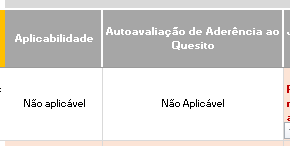 Aplicabilidade
Autoavaliação de Aderência ao
Quesito
Não aplicável
Não Aplicável